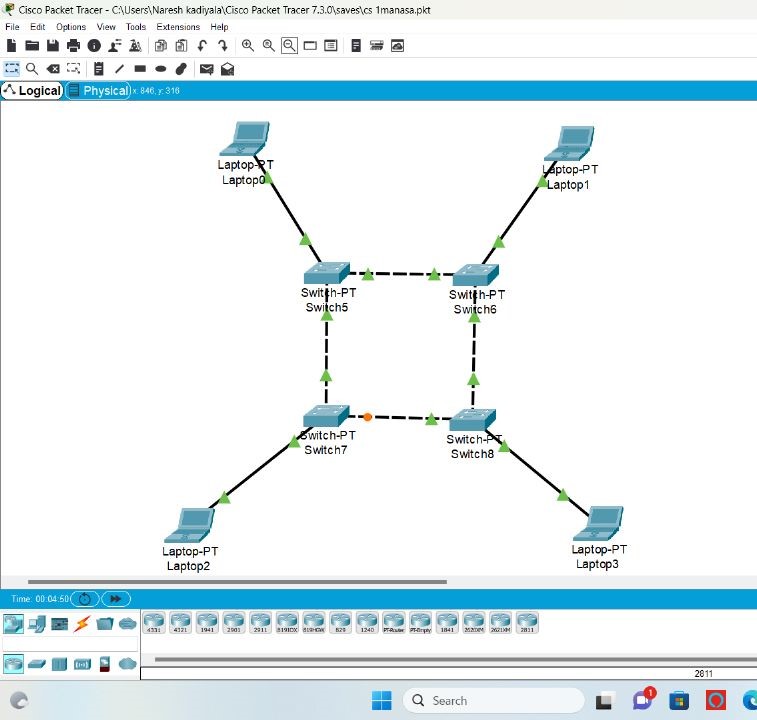 Cisco Packet Tracer - C:\Users\Naresh kadiyala\Cisco Packet Tracer 7.3.0\saves\cs 1manasa.pkt
File Edit Options View Tools Extensions Help
Logical Physical x: 846, y: 316
Laptop-PT
Laptop0
Laptop-PT
Laptop1
Switch-PT
Switch5
Switch-PT
Switch6
Switch-PT
Switch7
Switch-PT
Switch8
Laptop-PT
Laptop2
Laptop-PT
Laptop3
Time: 00:04:50
4331 4321 1941 2901 2911 819IOX 819HGW 829 1240 PT-Router PT-Empty 1841 2620XM 2621XM 2811
2811
Search
1